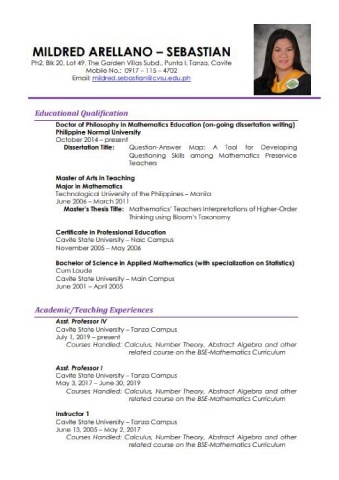 MILDRED ARELLANO – SEBASTIAN
Ph2, Blk 20, Lot 49, The Garden Villas Subd., Punta I, Tanza, Cavite
Mobile No.: 0917 – 115 – 4702
Email: mildred.sebastian@cvsu.edu.ph
Educational Qualification
Doctor of Philosophy in Mathematics Education (on-going dissertation writing)
Philippine Normal University
October 2014 – present
Dissertation Title: Question-Answer Map: A Tool for Developing
Questioning Skills among Mathematics Preservice
Teachers
Master of Arts in Teaching
Major in Mathematics
Technological University of the Philippines – Manila
June 2006 – March 2011
Master's Thesis Title: Mathematics' Teachers Interpretations of Higher-Order
Thinking using Bloom's Taxonomy
Certificate in Professional Education
Cavite State University – Naic Campus
November 2005 – May 2006
Bachelor of Science in Applied Mathematics (with specialization on Statistics)
Cum Laude
Cavite State University – Main Campus
June 2001 – April 2005
Academic/Teaching Experiences
Asst. Professor IV
Cavite State University – Tanza Campus
July 1, 2019 – present
Courses Handled: Calculus, Number Theory, Abstract Algebra and other
related course on the BSE-Mathematics Curriculum
Asst. Professor I
Cavite State University – Tanza Campus
May 3, 2017 – June 30, 2019
Courses Handled: Calculus, Number Theory, Abstract Algebra and other
related course on the BSE-Mathematics Curriculum
Instructor 1
Cavite State University – Tanza Campus
June 13, 2005 – May 2, 2017
Courses Handled: Calculus, Number Theory, Abstract Algebra and other
related course on the BSE-Mathematics Curriculum